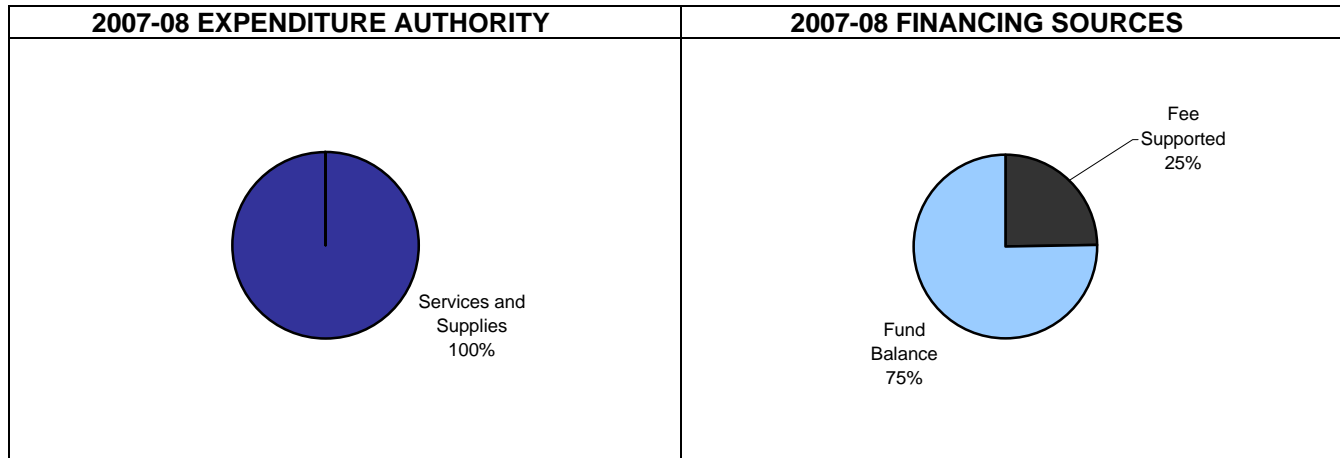 2007-08 EXPENDITURE AUTHORITY
Services and
Supplies
100%
2007-08 FINANCING SOURCES
Fee
Supported
25%
Fund
Balance
75%